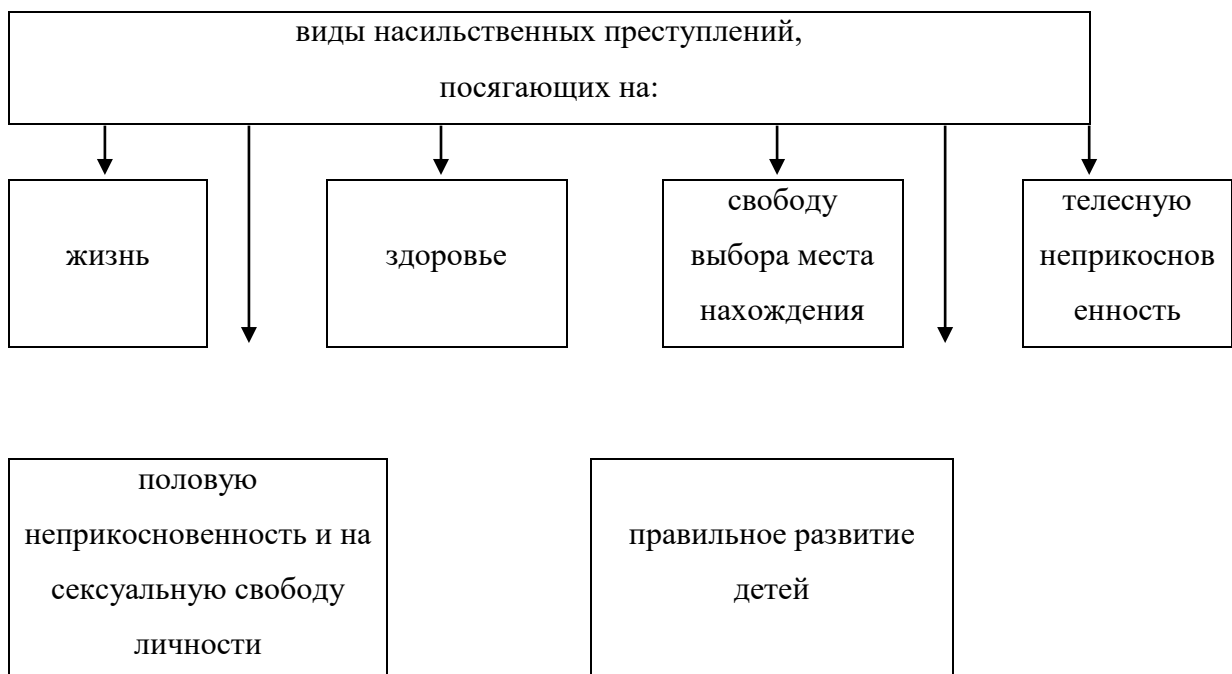 виды насильственных преступлений,
посягающих на:
жизнь
здоровье
свободу
выбора места
нахождения
телесную
неприкоснов
енность
половую
неприкосновенность и на
сексуальную свободу
личности
правильное развитие
детей